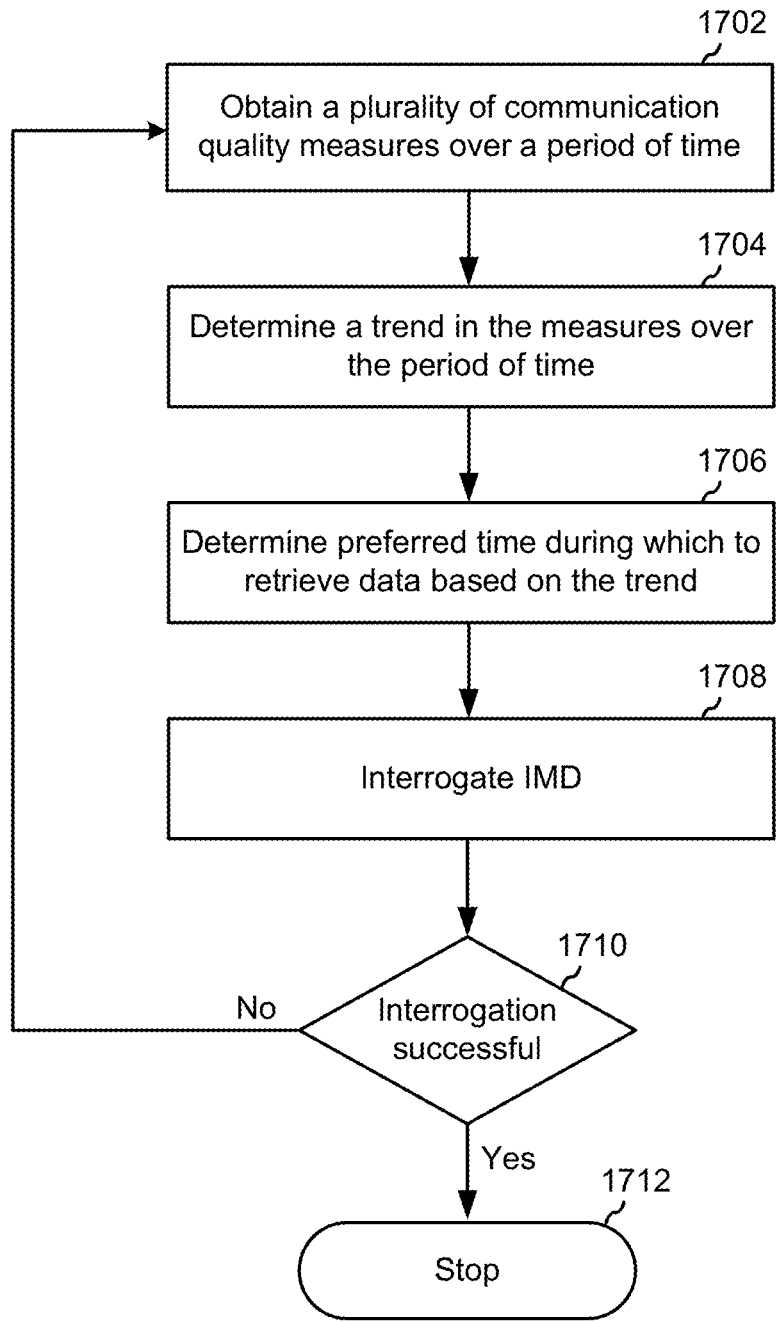 1702
Obtain a plurality of communication
quality measures over a period of time
1704
Determine a trend in the measures over
the period of time
1706
Determine preferred time during which to
retrieve data based on the trend
1708
Interrogate IMD
1710
Interrogation
successful
No
Yes
1712
Stop